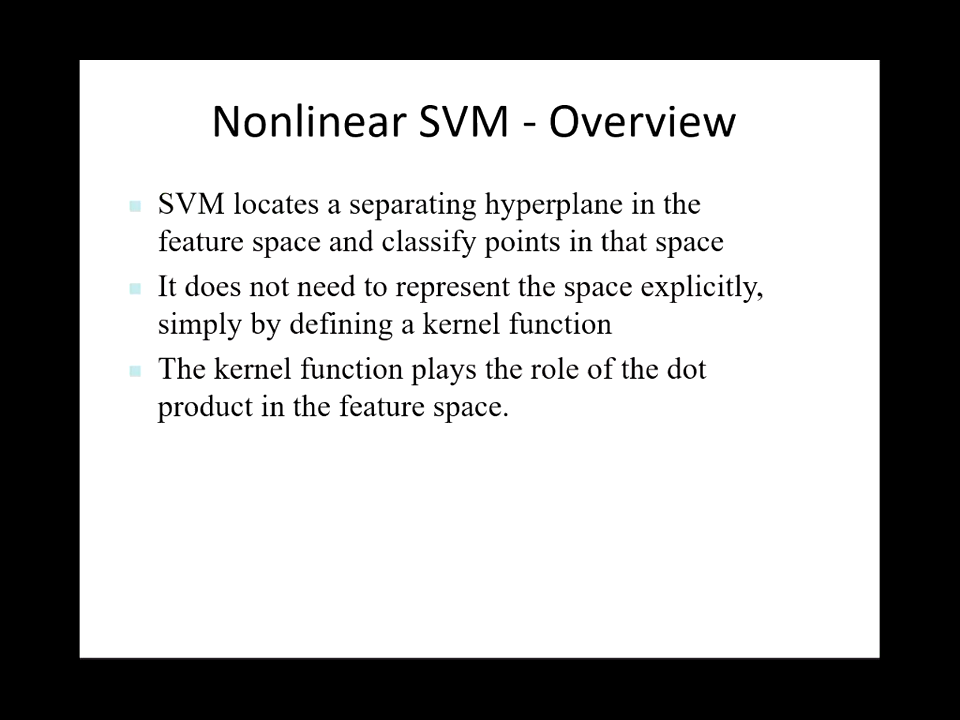 Nonlinear SVM - Overview
SVM locates a separating hyperplane in the
feature space and classify points in that space
It does not need to represent the space explicitly,
simply by defining a kernel function
The kernel function plays the role of the dot
product in the feature space.